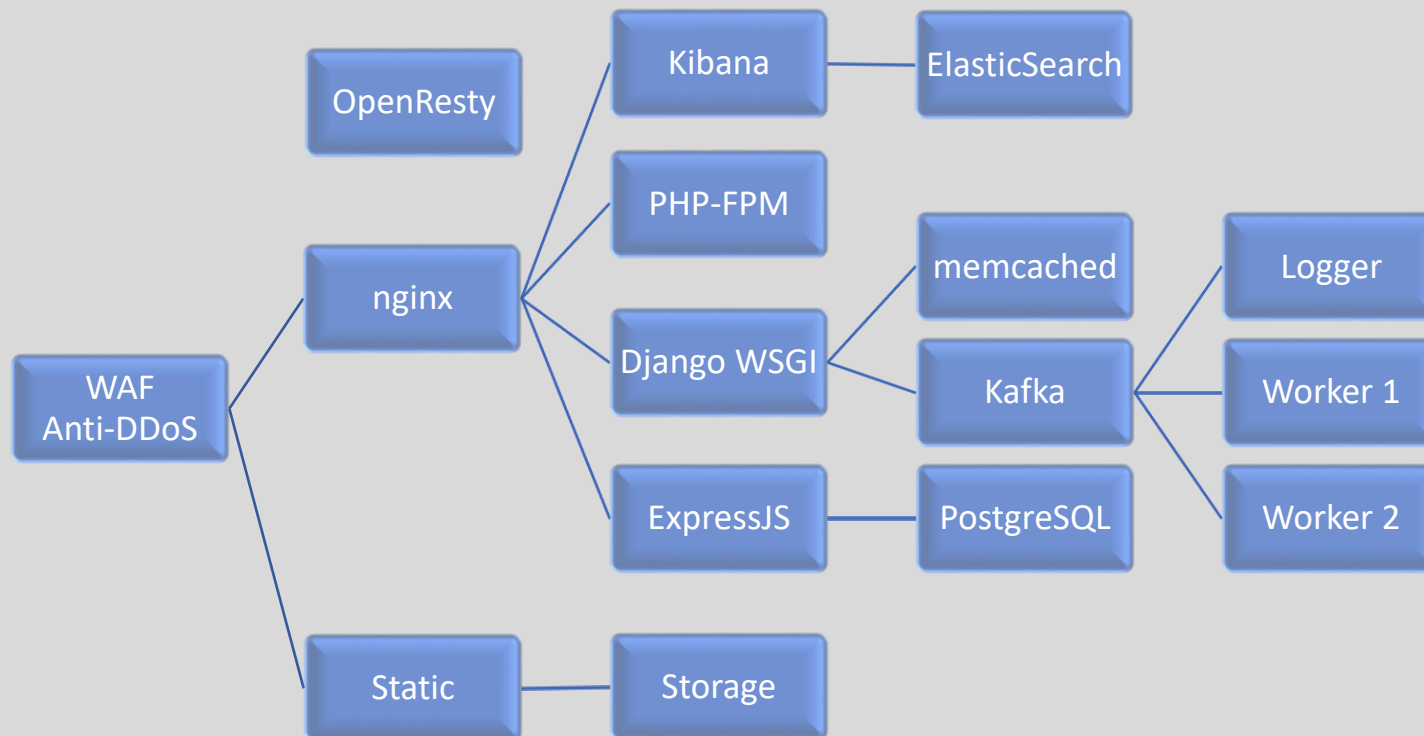 Kibana
ElasticSearch
OpenResty
PHP-FPM
memcached
Logger
nginx
Django WSGI
Kafka
Worker 1
WAF
Anti-DDoS
ExpressJS
PostgreSQL
Worker 2
Static
Storage